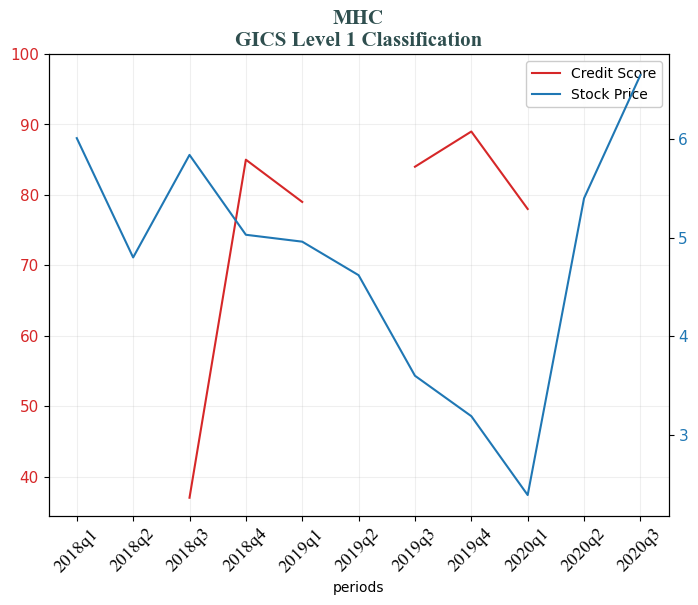 MHC
GICS Level 1 Classification
Credit Score
Stock Price
100
90
80
70
60
50
40
6
5
4
3
2018q1
2018q2
2018q3
2018q4
2019q1
2019q2
2019q3
2019q4
2020q1
2020q2
2020q3
periods